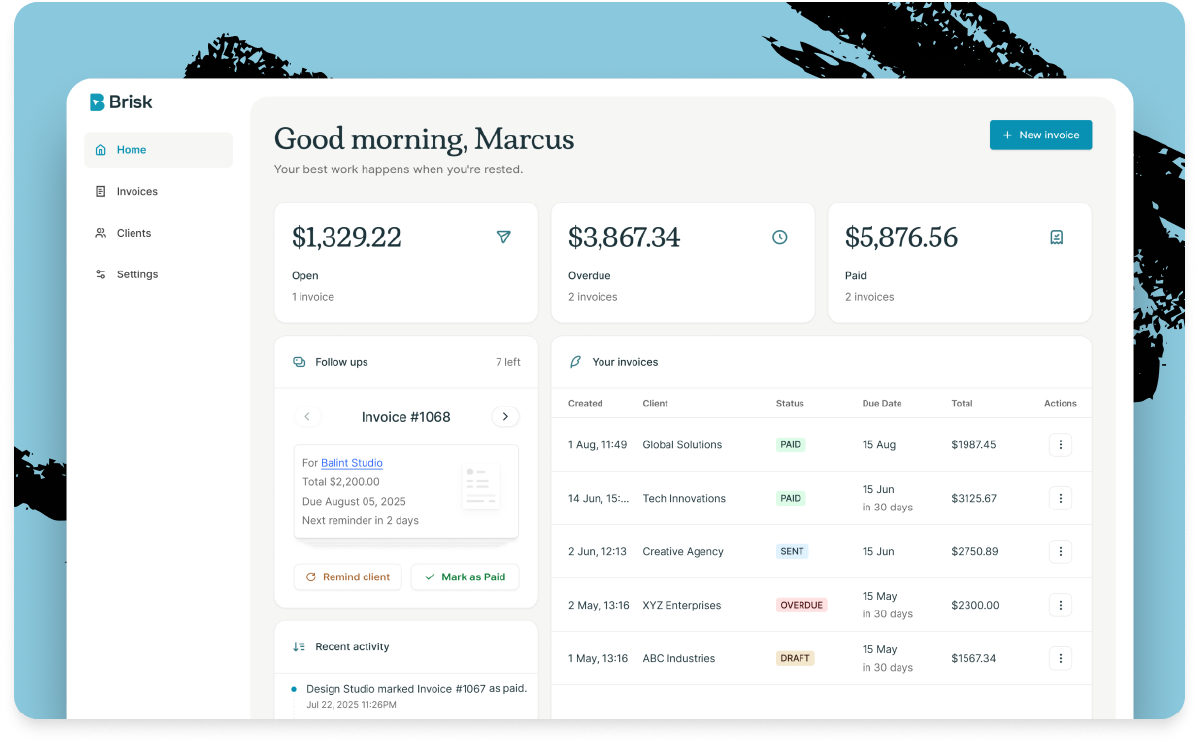 Brisk
Home
Invoices
Clients
Settings
Good morning, Marcus
Your best work happens when you're rested.
+ New invoice
$1,329.22
Open
1 invoice
$3,867.34
Overdue
2 invoices
$5,876.56
Paid
2 invoices
Follow ups
7 left
Invoice #1068
For Balint Studio
Total $2,200.00
Due August 05, 2025
Next reminder in 2 days
Remind client
Mark as Paid
Recent activity
Design Studio marked Invoice #1067 as paid.
Jul 22, 2025 11:26PM
Your invoices
Created Client Status Due Date Total Actions
1 Aug, 11:49 Global Solutions PAID 15 Aug $1987.45
14 Jun, 15:... Tech Innovations PAID 15 Jun $3125.67
in 30 days
2 Jun, 12:13 Creative Agency SENT 15 Jun $2750.89
2 May, 13:16 XYZ Enterprises OVERDUE 15 May $2300.00
in 30 days
1 May, 13:16 ABC Industries DRAFT 15 May $1567.34
in 30 days